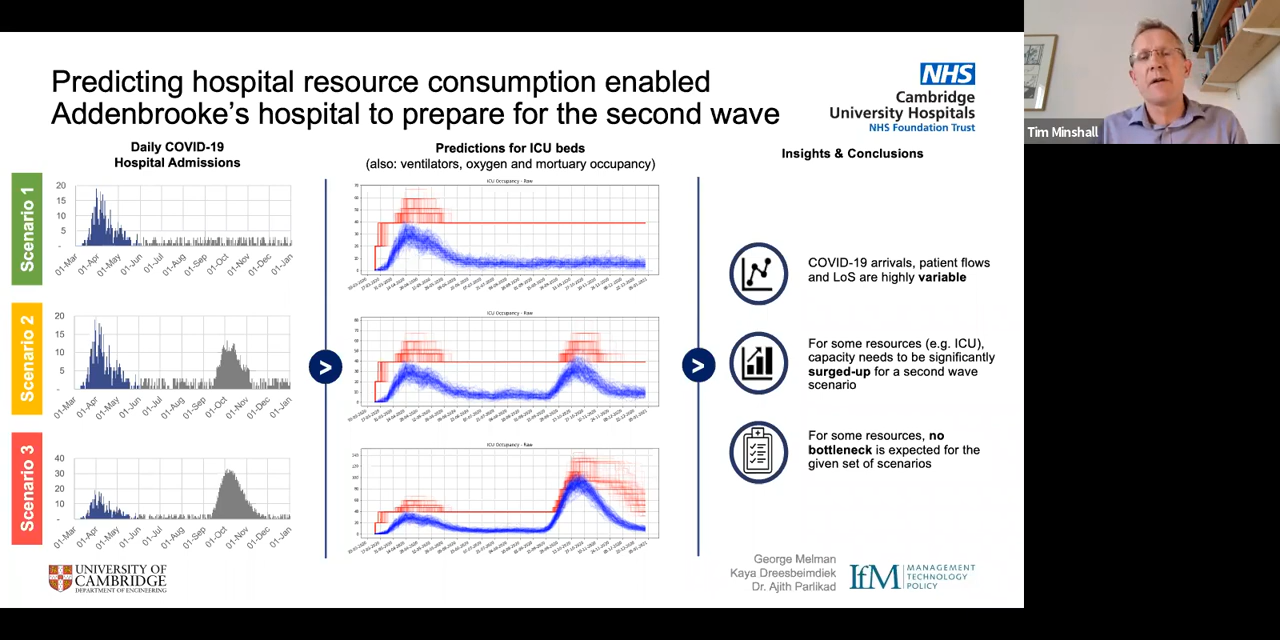 Predicting hospital resource consumption enabled
Addenbrooke's hospital to prepare for the second wave
NHS
Cambridge
University Hospitals
NHS Foundation Trust
Tim Minshall
Daily COVID-19
Hospital Admissions
Predictions for ICU beds
(also: ventilators, oxygen and mortuary occupancy)
Insights & Conclusions
Scenario 1
20
15
10
5
-
01-Mar
01-Apr
01-May
01-Jun
01-Jul
01-Aug
01-Sep
01-Oct
01-Nov
01-Dec
01-Jan
ICU Occupancy - Raw
Scenario 2
20
15
10
5
-
01-Mar
01-Apr
01-May
01-Jun
01-Jul
01-Aug
01-Sep
01-Oct
01-Nov
01-Dec
01-Jan
ICU Occupancy - Raw
Scenario 3
40
30
20
10
-
01-Mar
01-Apr
01-May
01-Jun
01-Jul
01-Aug
01-Sep
01-Oct
01-Nov
01-Dec
01-Jan
ICU Occupancy - Raw
>
>
COVID-19 arrivals, patient flows
and LoS are highly variable
For some resources (e.g. ICU),
capacity needs to be significantly
surged-up for a second wave
scenario
For some resources, no
bottleneck is expected for the
given set of scenarios
UNIVERSITY OF
CAMBRIDGE
DEPARTMENT OF ENGINEERING
George Melman
Kaya Dreesbeimdiek
Dr. Ajith Parlikad
IfM
MANAGEMENT
TECHNOLOGY
POLICY